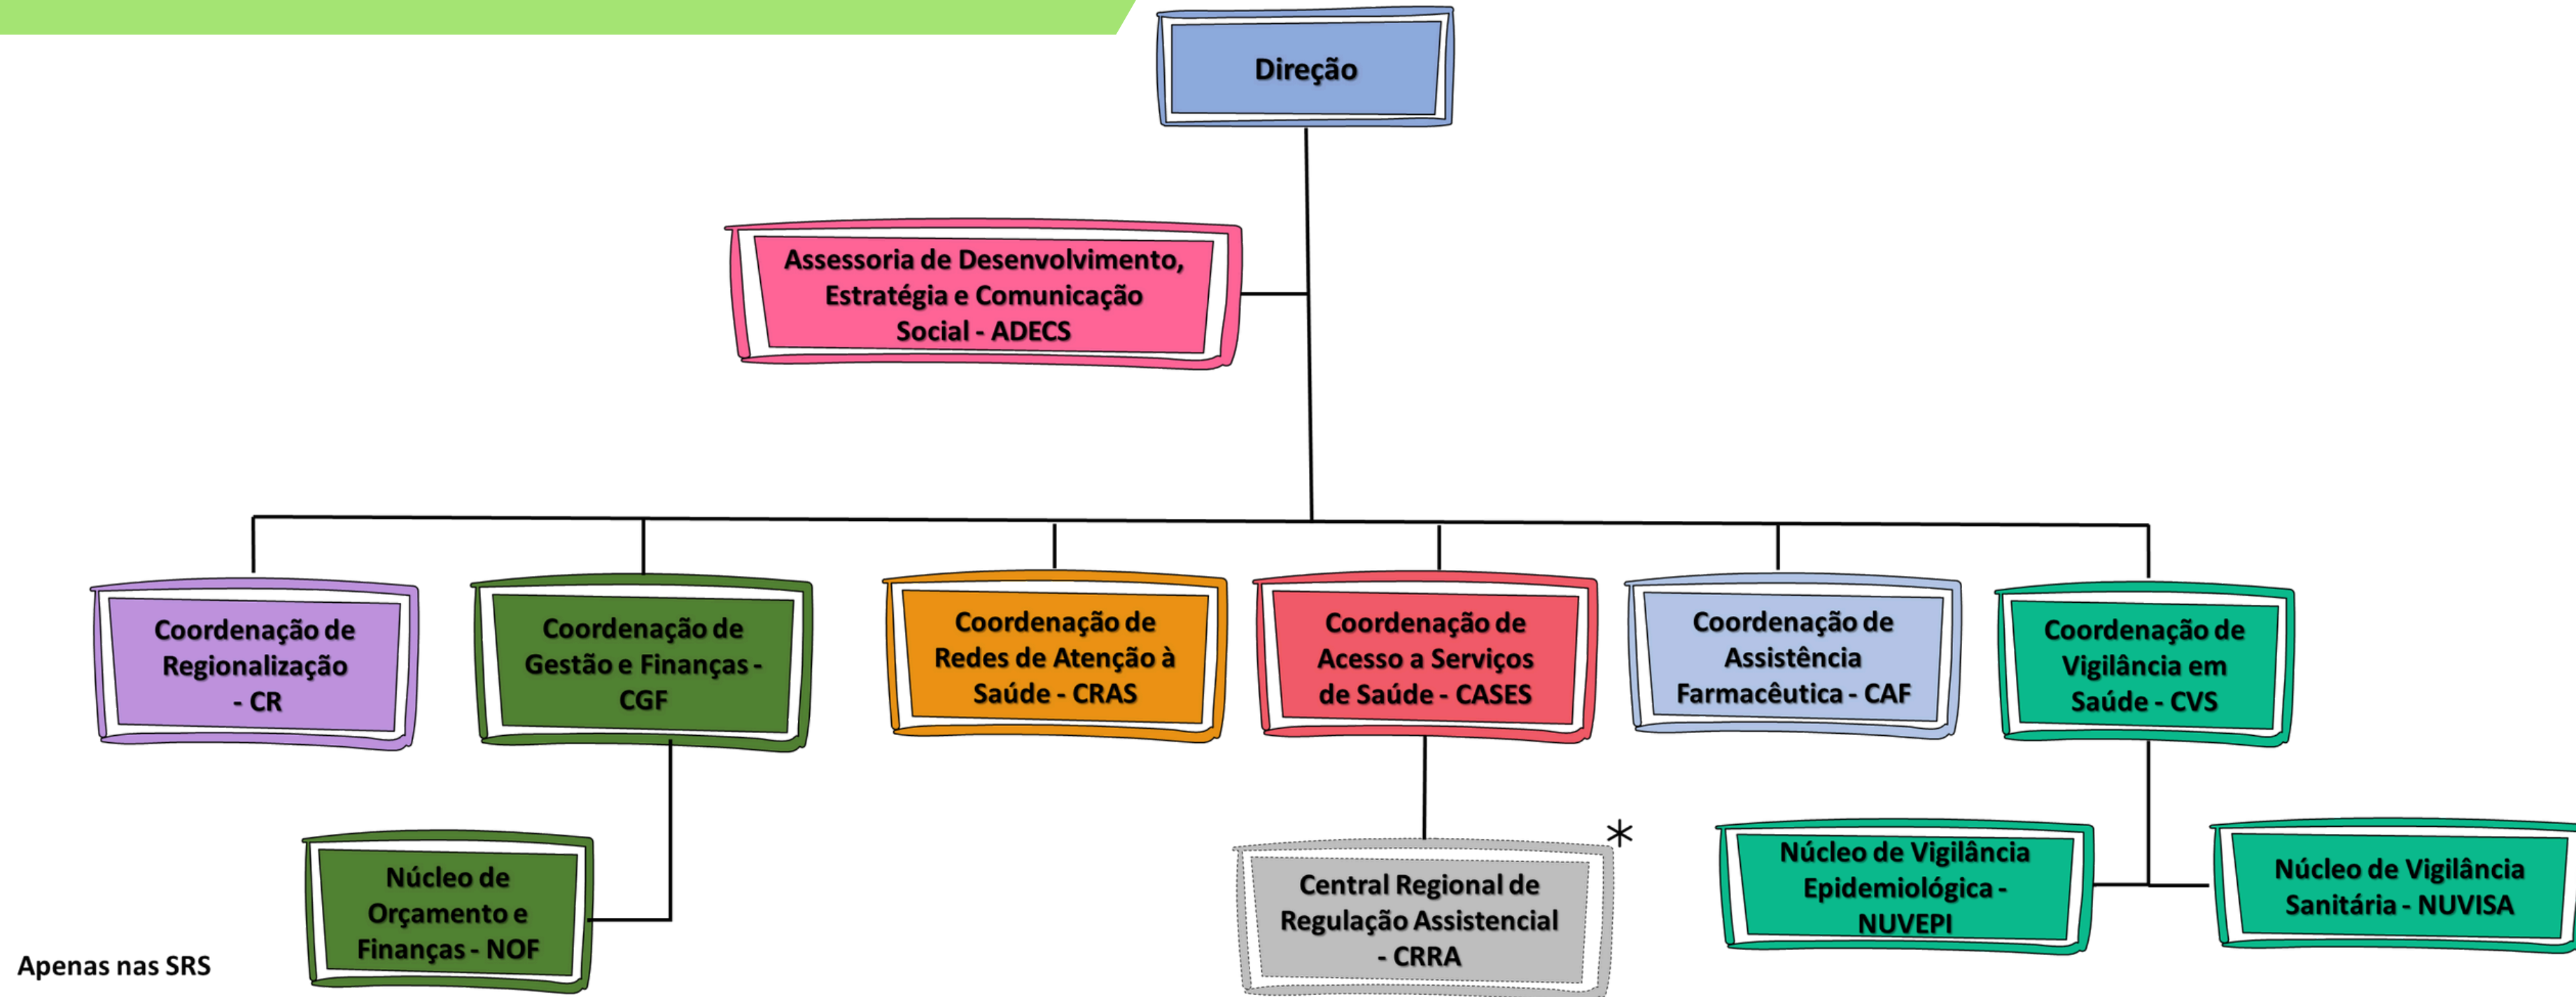 Direção
Assessoria de Desenvolvimento,
Estratégia e Comunicação
Social - ADECS
Coordenação de
Regionalização
- CR
Coordenação de
Gestão e Finanças -
CGF
Coordenação de
Redes de Atenção à
Saúde - CRAS
Coordenação de
Acesso a Serviços
de Saúde - CASES
Coordenação de
Assistência
Farmacêutica - CAF
Coordenação de
Vigilância em
Saúde - CVS
Núcleo de
Orçamento e
Finanças - NOF
Central Regional de
Regulação Assistencial
- CRRA
*
Núcleo de Vigilância
Epidemiológica -
NUVEPI
Núcleo de Vigilância
Sanitária - NUVISA
Apenas nas SRS